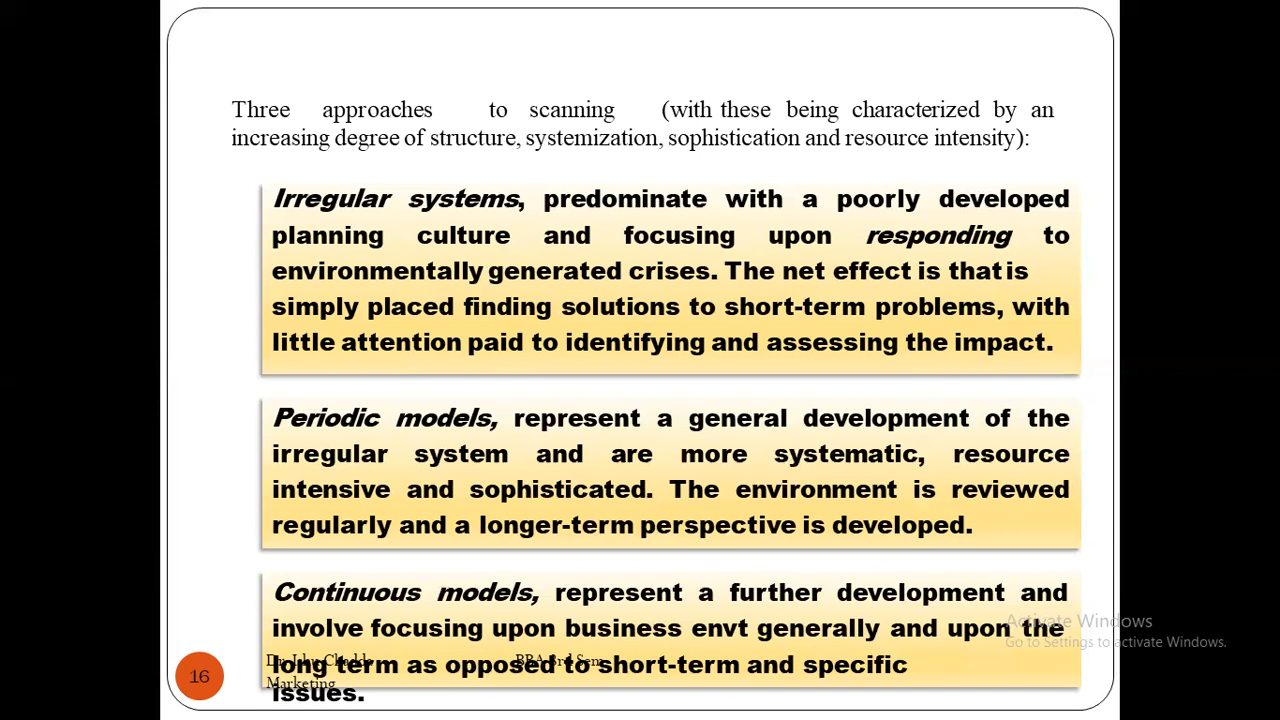 Three approaches to scanning (with these being characterized by an
increasing degree of structure, systemization, sophistication and resource intensity):
Irregular systems, predominate with a poorly developed
planning culture and focusing upon responding to
environmentally generated crises. The net effect is that is
simply placed finding solutions to short-term problems, with
little attention paid to identifying and assessing the impact.
Periodic models, represent a general development of the
irregular system and are more systematic, resource
intensive and sophisticated. The environment is reviewed
regularly and a longer-term perspective is developed.
Continuous models, represent a further development and
involve focusing upon business envt generally and upon the
long term as opposed to short-term and specific
issues.
Activate Windows
Go to Settings to activate Windows.
16
BBA 3rd Sem
Marketing